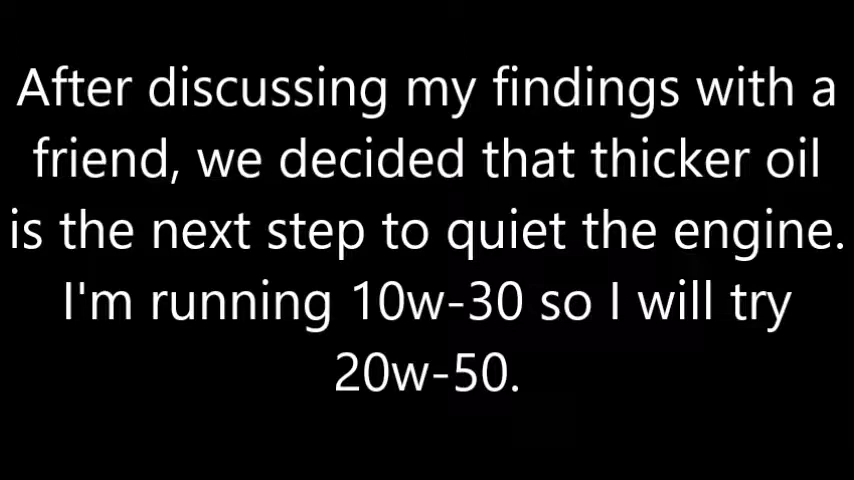 After discussing my findings with a
friend, we decided that thicker oil
is the next step to quiet the engine.
I'm running 10w-30 so I will try
20w-50.